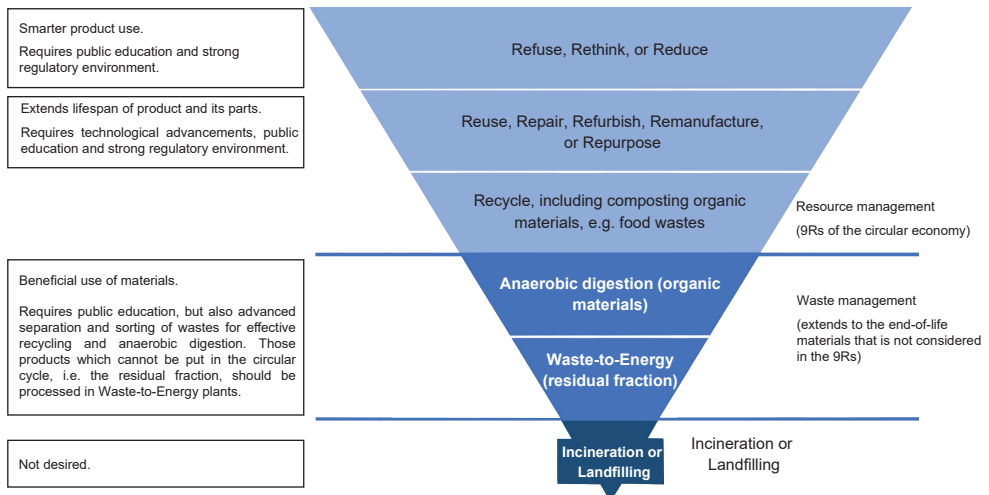 Smarter product use.
Requires public education and strong
regulatory environment.
Refuse, Rethink, or Reduce
Extends lifespan of product and its parts.
Requires technological advancements, public
education and strong regulatory environment.
Reuse, Repair, Refurbish, Remanufacture,
or Repurpose
Recycle, including composting organic
materials, e.g. food wastes
Resource management
(9Rs of the circular economy)
Beneficial use of materials.
Requires public education, but also advanced
separation and sorting of wastes for effective
recycling and anaerobic digestion. Those
products which cannot be put in the circular
cycle, i.e. the residual fraction, should be
processed in Waste-to-Energy plants.
Anaerobic digestion (organic
materials)
Waste-to-Energy
(residual fraction)
Waste management
(extends to the end-of-life
materials that is not considered
in the 9Rs)
Not desired.
Incineration or
Landfilling
Incineration or
Landfilling